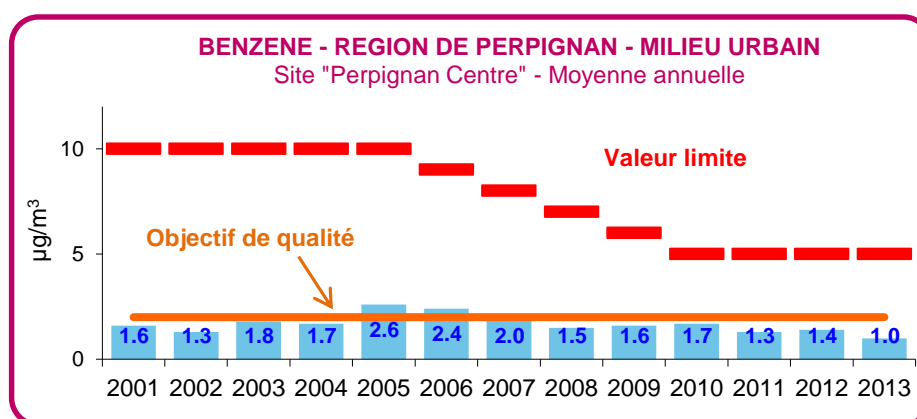 BENZENE - REGION DE PERPIGNAN - MILIEU URBAIN
Site "Perpignan Centre" - Moyenne annuelle
10
Valeur limite
µg/m³
Objectif de qualité
5
1.6 1.3 1.8 1.7 2.6 2.4 2.0 1.5 1.6 1.7 1.3 1.4 1.0
0
2001 2002 2003 2004 2005 2006 2007 2008 2009 2010 2011 2012 2013